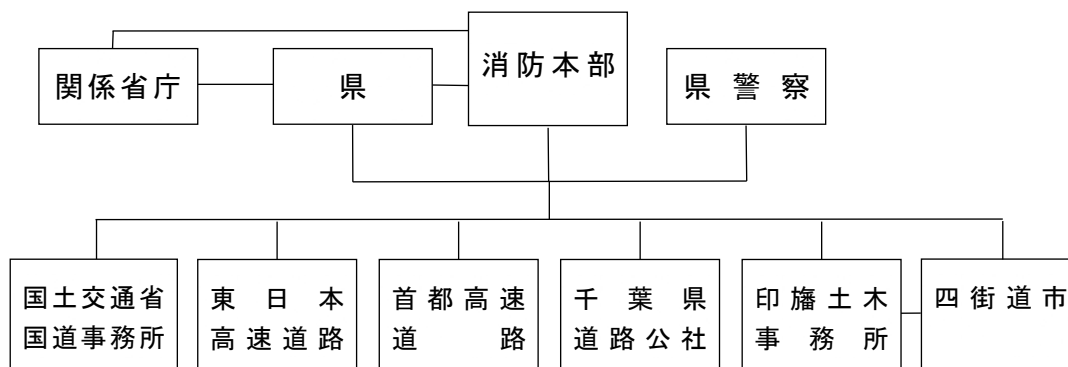 関係省庁
県
消防本部
県警察
国土交通省
国道事務所
東日本
高速道路
首都高速
道路
千葉県
道路公社
印旛土木
事務所
四街道市